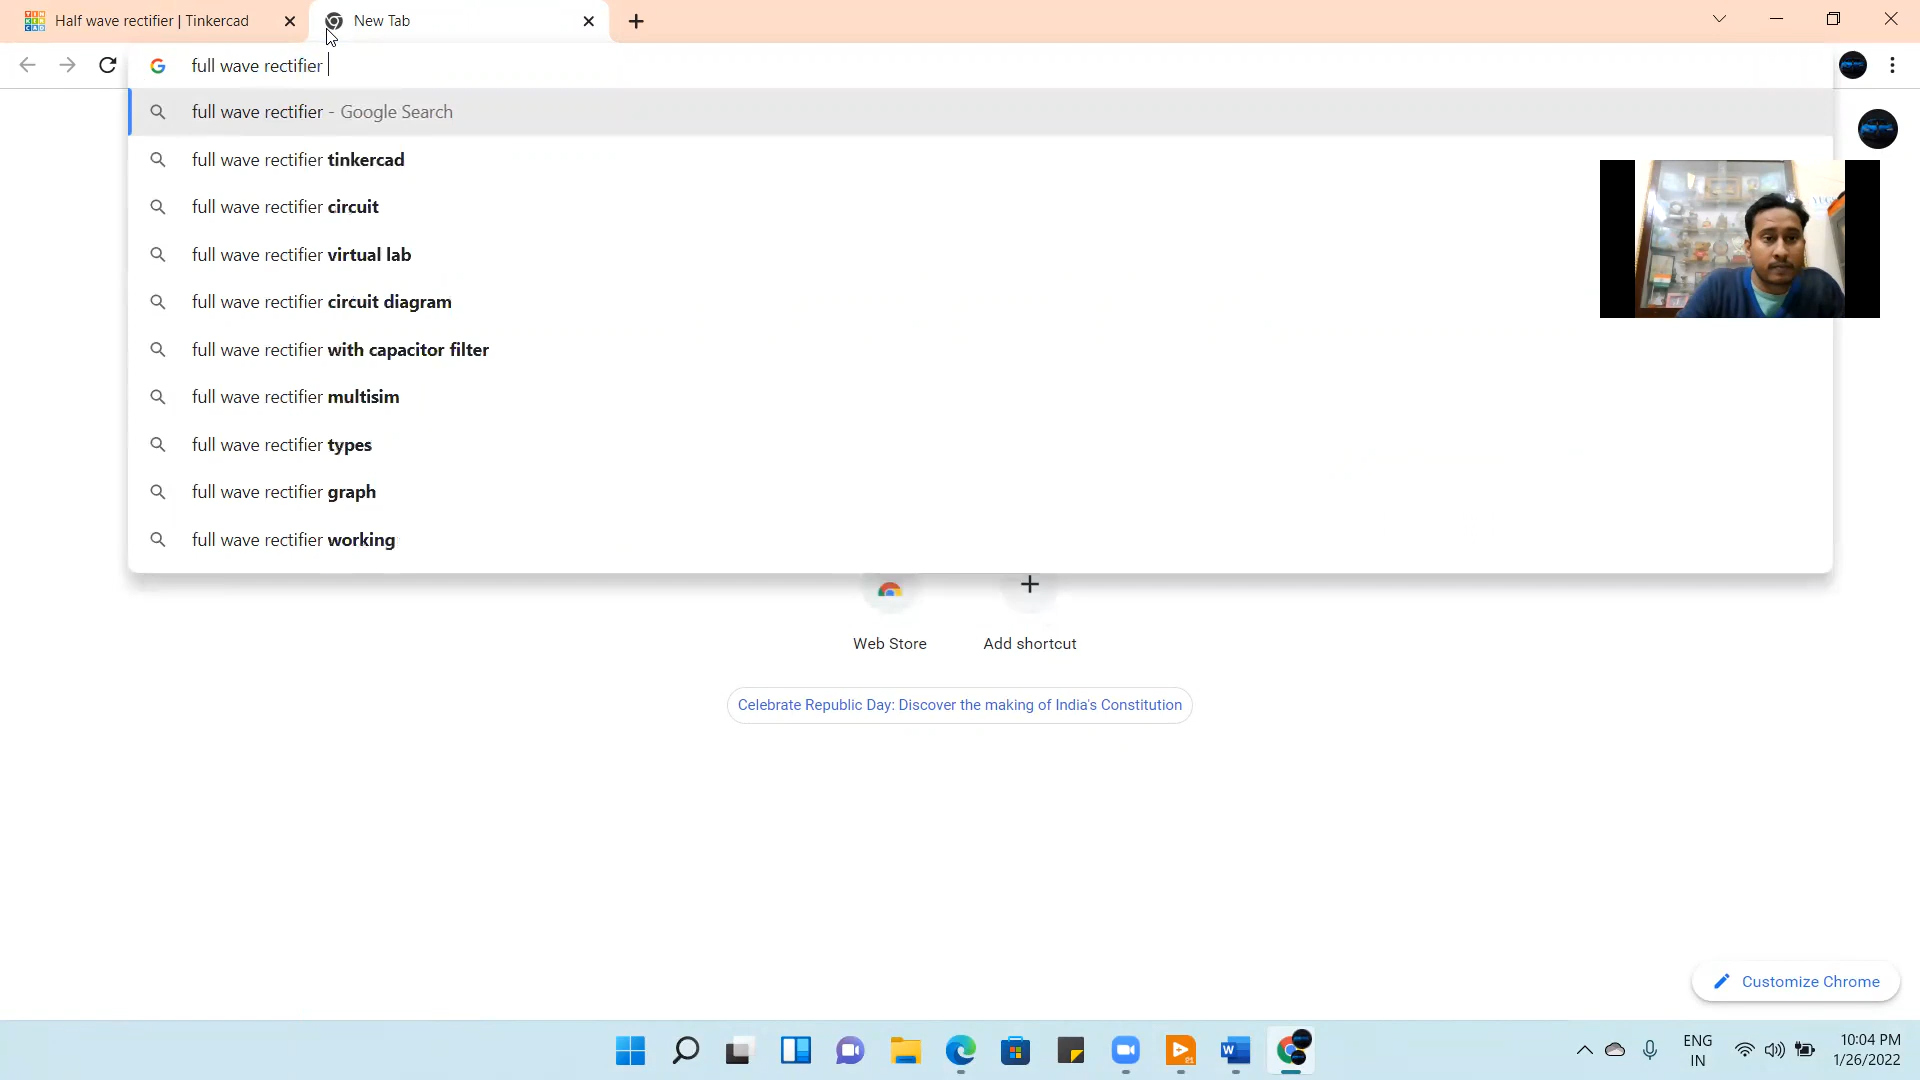 Half wave rectifier | Tinkercad
New Tab
full wave rectifier
full wave rectifier - Google Search
full wave rectifier tinkercad
full wave rectifier circuit
full wave rectifier virtual lab
full wave rectifier circuit diagram
full wave rectifier with capacitor filter
full wave rectifier multisim
full wave rectifier types
full wave rectifier graph
full wave rectifier working
Web Store
Add shortcut
Celebrate Republic Day: Discover the making of India's Constitution
Customize Chrome
ENG
IN
10:04 PM
1/26/2022